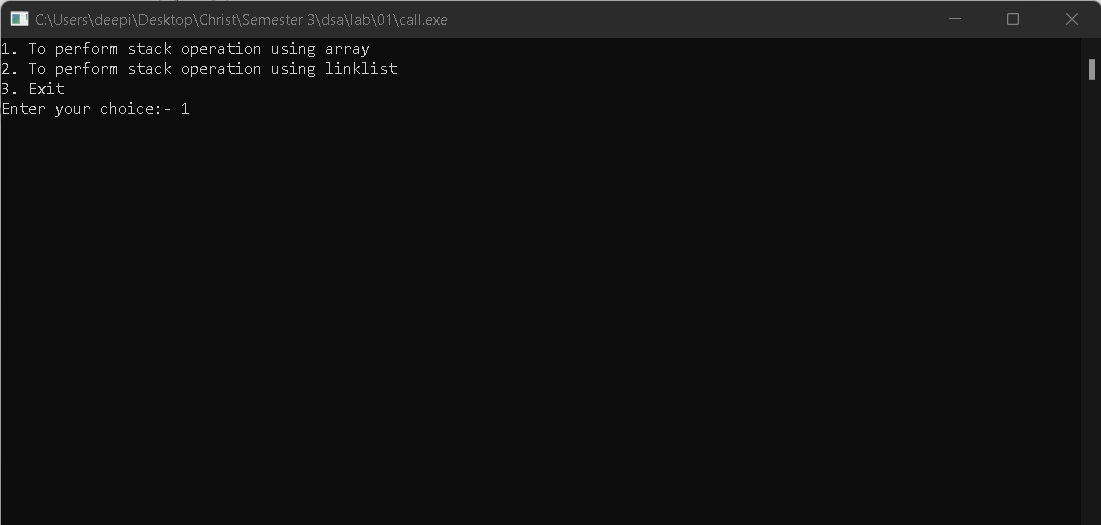 C:\Users\deepi\Desktop\Christ\Semester 3\dsa\lab\01\call.exe
1. To perform stack operation using array
2. To perform stack operation using linklist
3. Exit
Enter your choice:- 1